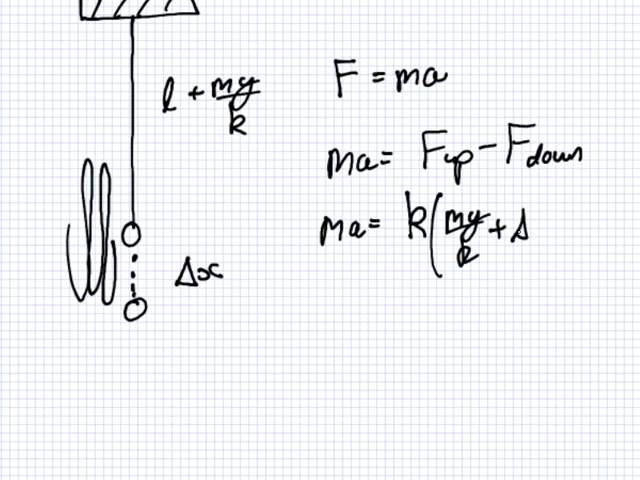 l + mg/k
F = ma
ma = Fup - Fdown
ma = k(mg/k + Δ
Δx